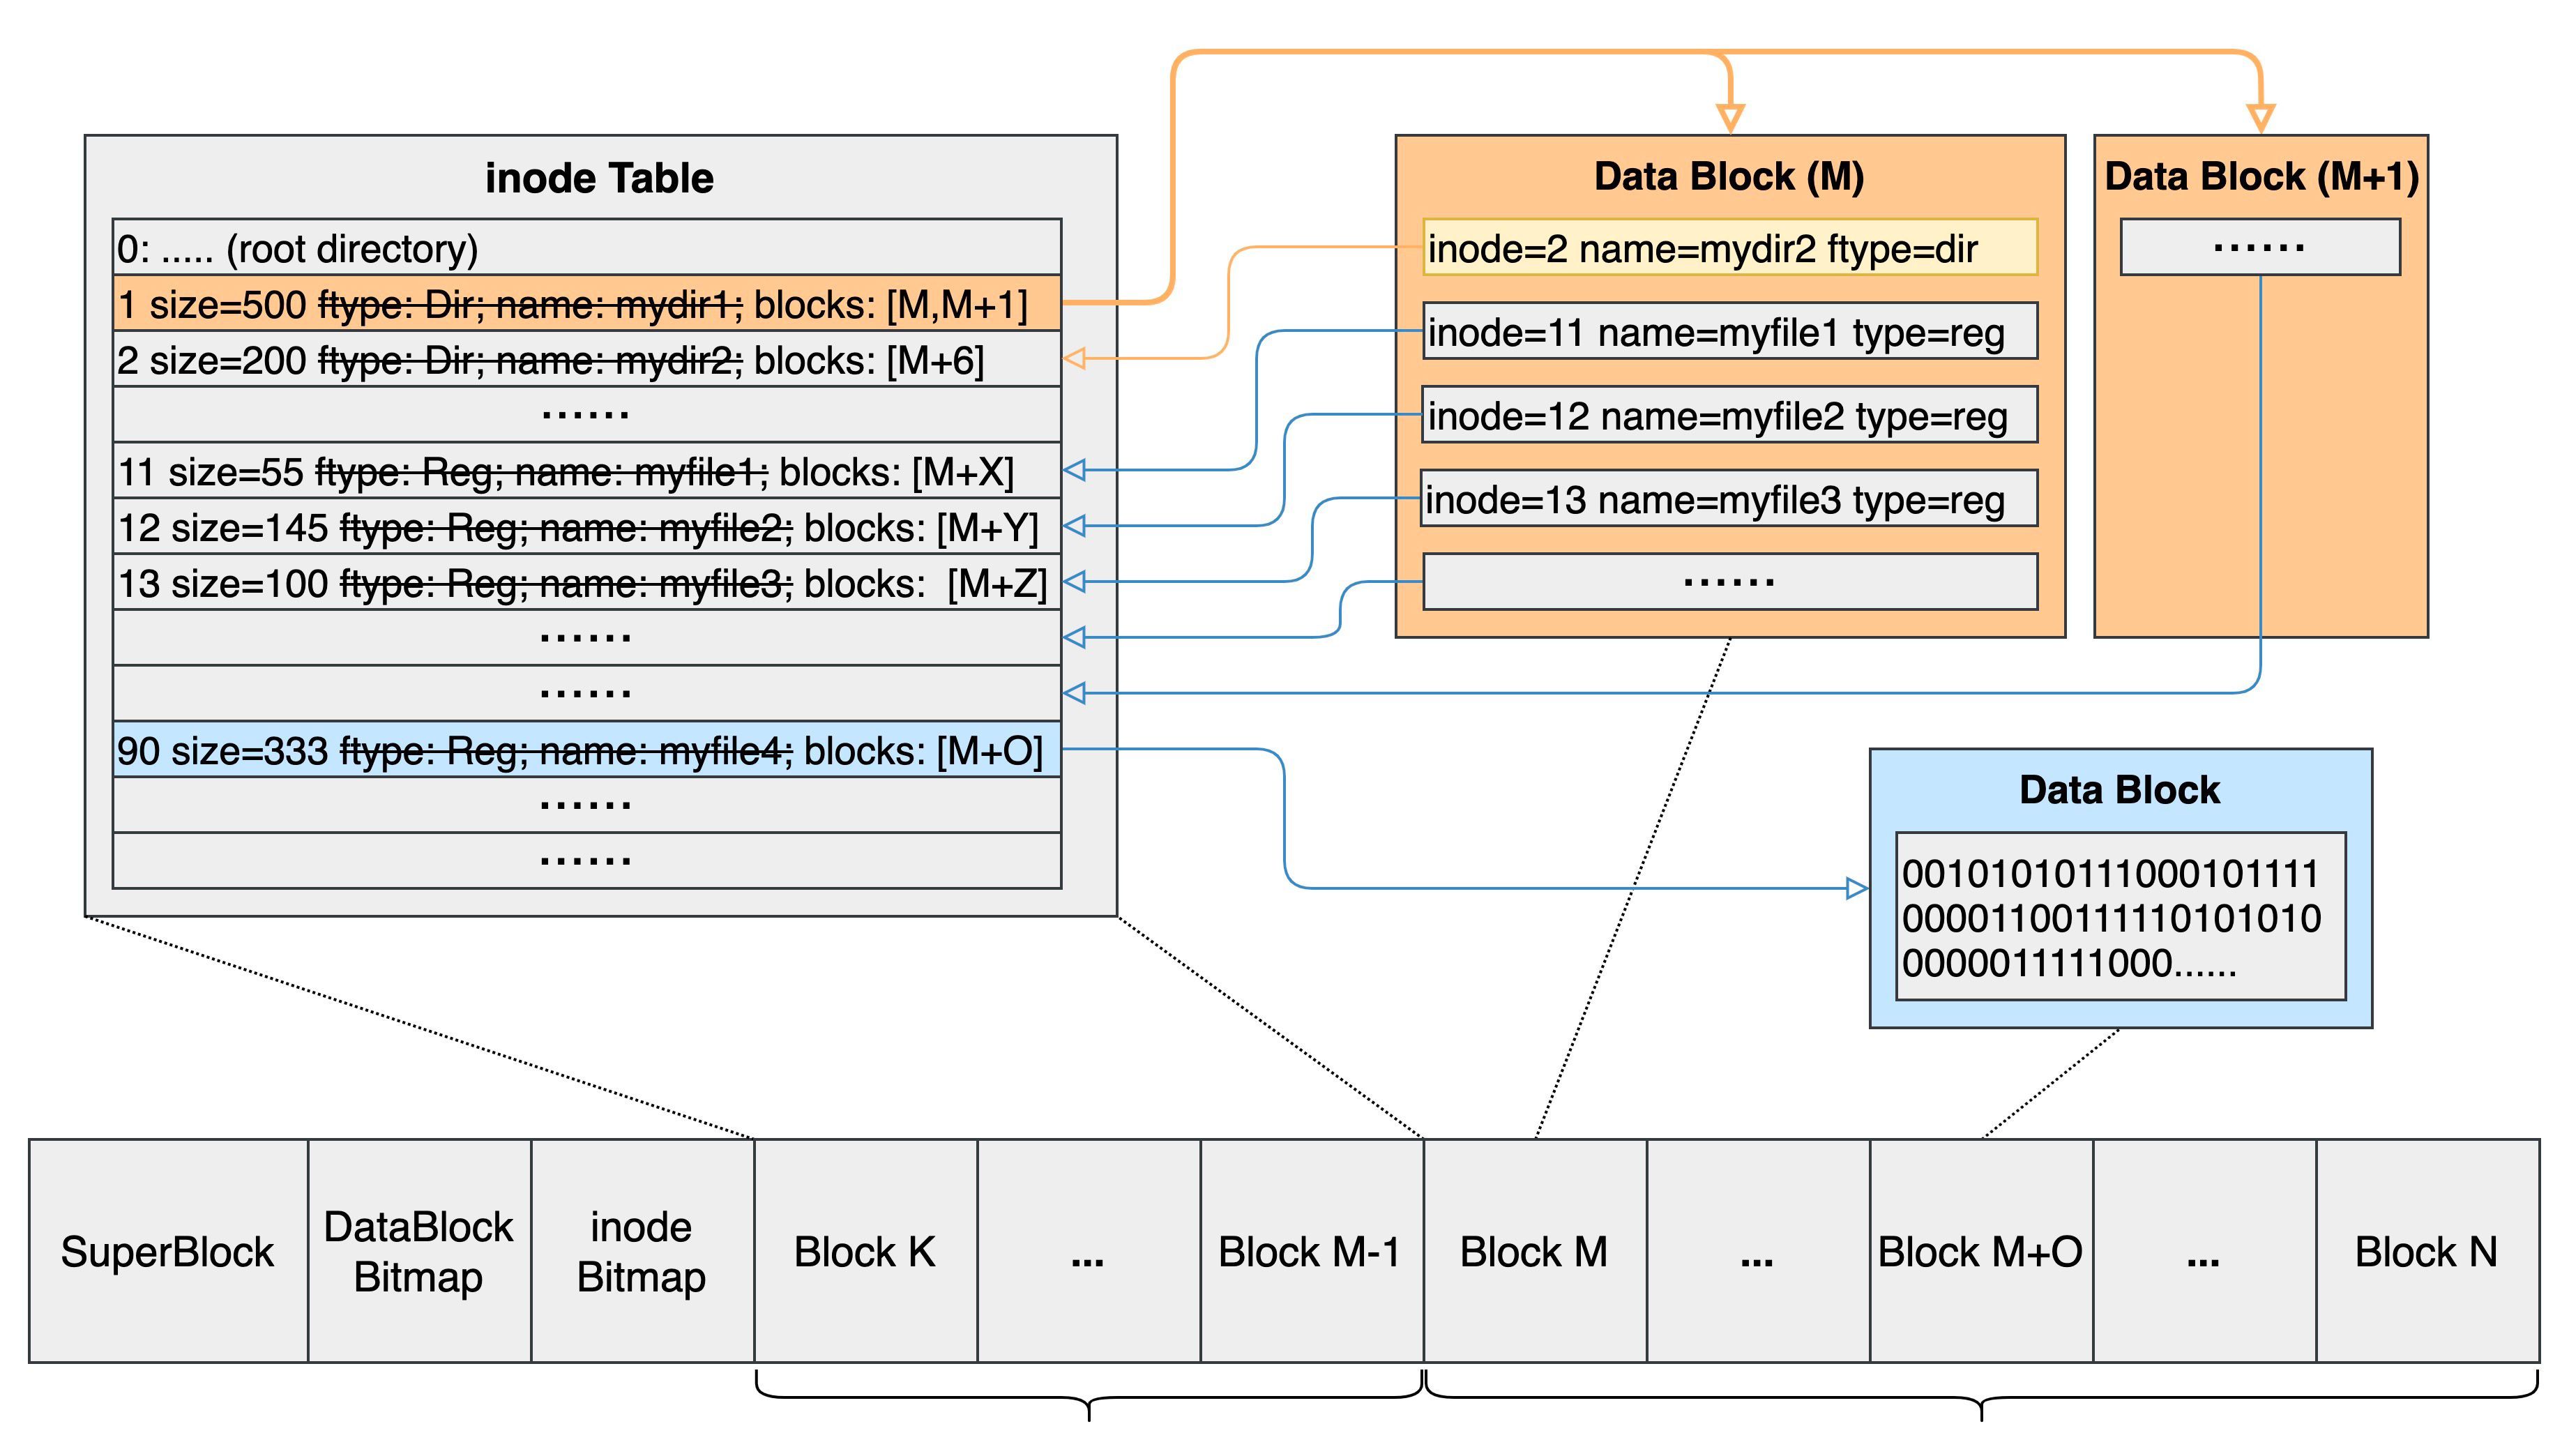 inode Table
0: ..... (root directory)
1 size=500 ftype: Dir; name: mydir1; blocks: [M,M+1]
2 size=200 ftype: Dir; name: mydir2; blocks: [M+6]
......
11 size=55 ftype: Reg; name: myfile1; blocks: [M+X]
12 size=145 ftype: Reg; name: myfile2; blocks: [M+Y]
13 size=100 ftype: Reg; name: myfile3; blocks: [M+Z]
......
......
90 size=333 ftype: Reg; name: myfile4; blocks: [M+O]
......
......
Data Block (M)
inode=2 name=mydir2 ftype=dir
inode=11 name=myfile1 type=reg
inode=12 name=myfile2 type=reg
inode=13 name=myfile3 type=reg
......
Data Block (M+1)
......
Data Block
00101010111000101111
00001100111110101010
0000011111000......
SuperBlock
DataBlock
Bitmap
inode
Bitmap
Block K
...
Block M-1
Block M
...
Block M+O
...
Block N